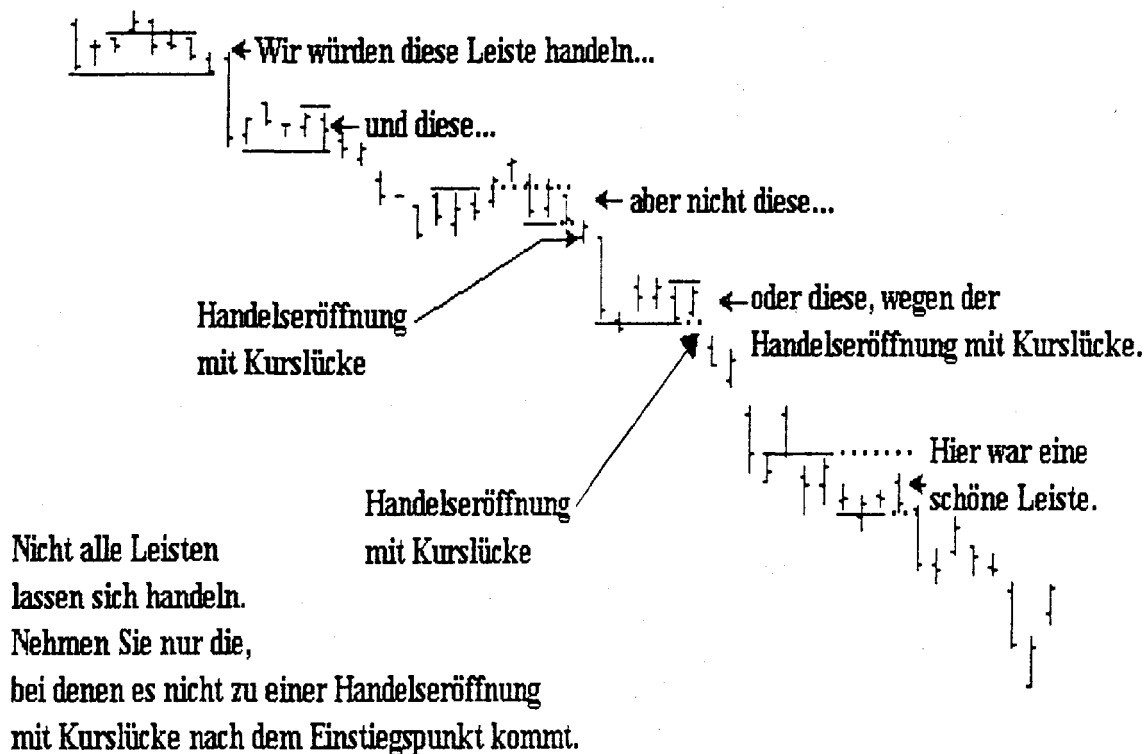 Wir würden diese Leiste handeln...
und diese...
aber nicht diese...
Handelseröffnung
mit Kurslücke
oder diese, wegen der
Handelseröffnung mit Kurslücke.
Hier war eine
schöne Leiste.
Handelseröffnung
mit Kurslücke
Nicht alle Leisten
lassen sich handeln.
Nehmen Sie nur die,
bei denen es nicht zu einer Handelseröffnung
mit Kurslücke nach dem Einstiegspunkt kommt.